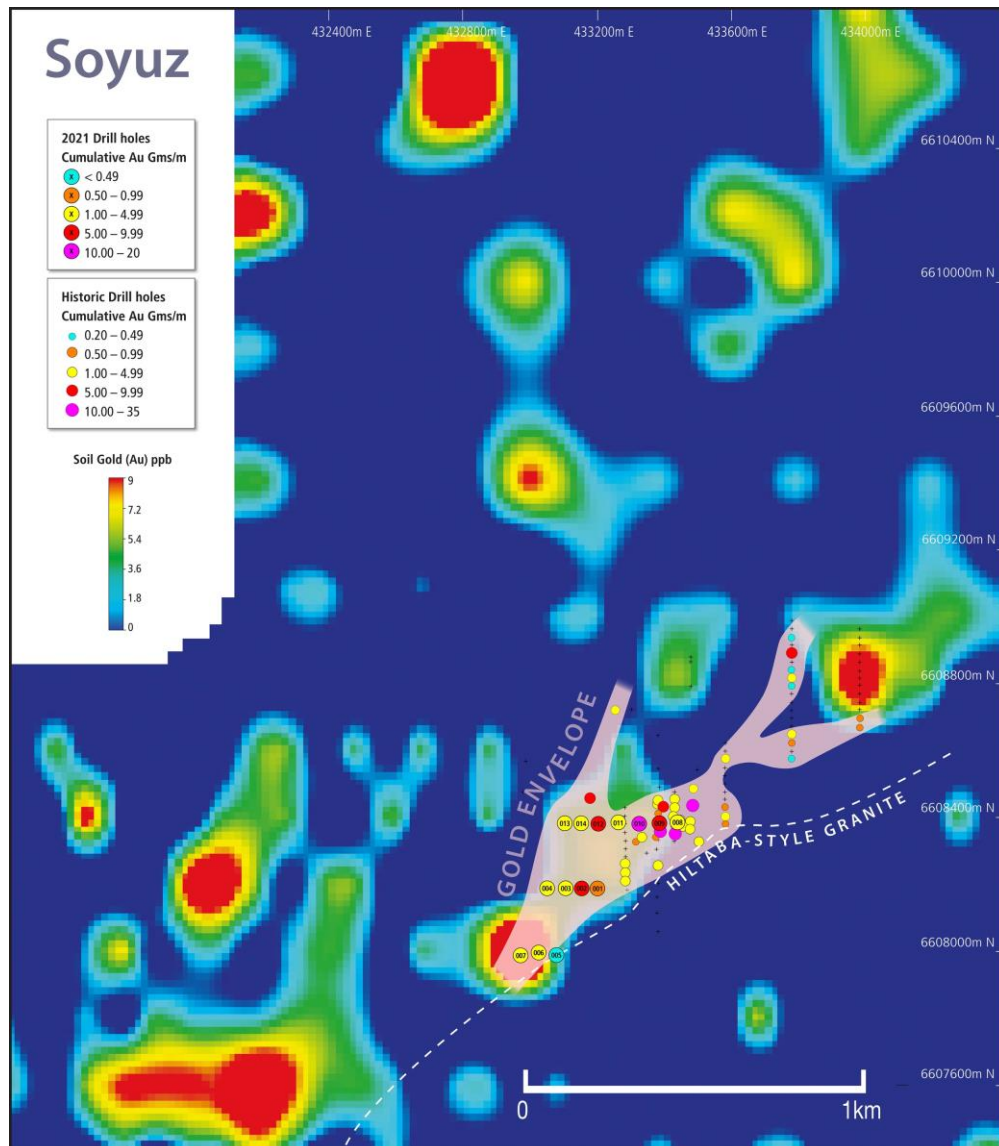 432400m E
432800m E
433200m E
433600m E
434000m E
Soyuz
2021 Drill holes
Cumulative Au Gms/m
x < 0.49
x 0.50 – 0.99
x 1.00 – 4.99
x 5.00 – 9.99
x 10.00 – 20
Historic Drill holes
Cumulative Au Gms/m
0.20 – 0.49
0.50 – 0.99
1.00 – 4.99
5.00 – 9.99
10.00 – 35
Soil Gold (Au) ppb
9
7.2
5.4
3.6
1.8
0
6610400m N
6610000m N
6609600m N
6609200m N
6608800m N
6608400m N
6608000m N
6607600m N
GOLD ENVELOPE
HILTABA-STYLE GRANITE
013 014 012 011 010 009 008
004 003 002 001
007 006 005
0 1km